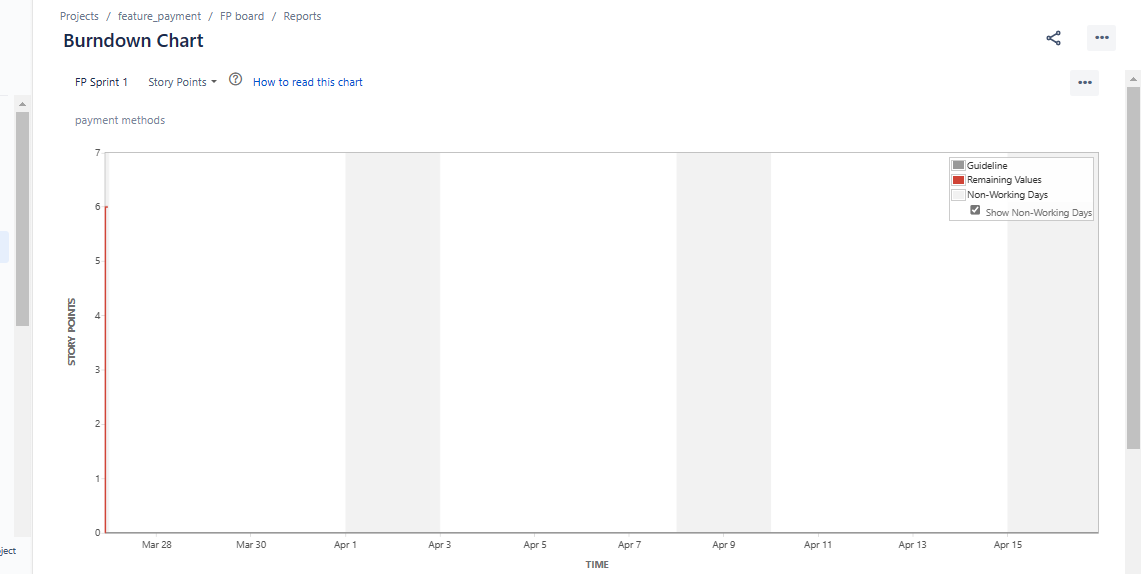 Projects / feature_payment / FP board / Reports
Burndown Chart
FP Sprint 1 Story Points How to read this chart
payment methods
7
6
5
4
3
2
1
0
STORY POINTS
Guideline
Remaining Values
Non-Working Days
Show Non-Working Days
Mar 28 Mar 30 Apr 1 Apr 3 Apr 5 Apr 7 Apr 9 Apr 11 Apr 13 Apr 15
TIME
ject